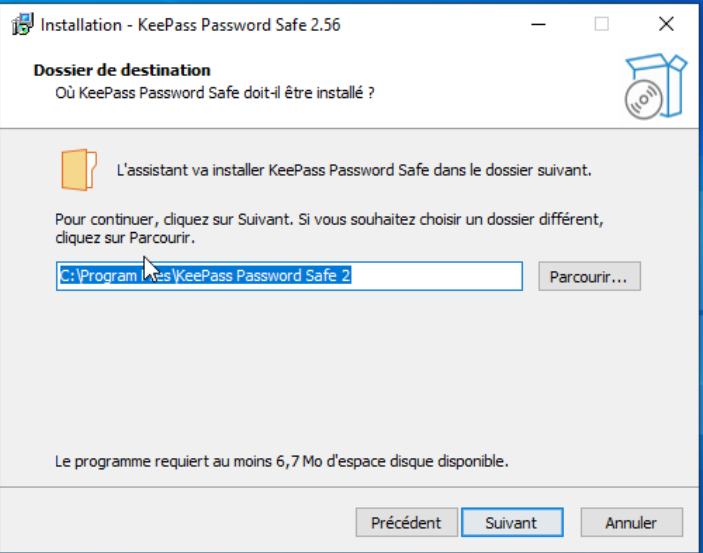 Installation - KeePass Password Safe 2.56
Dossier de destination
Où KeePass Password Safe doit-il être installé ?
L'assistant va installer KeePass Password Safe dans le dossier suivant.
Pour continuer, cliquez sur Suivant. Si vous souhaitez choisir un dossier différent,
cliquez sur Parcourir.
C:\Program Files\KeePass Password Safe 2
Parcourir...
Le programme requiert au moins 6,7 Mo d'espace disque disponible.
Précédent
Suivant
Annuler